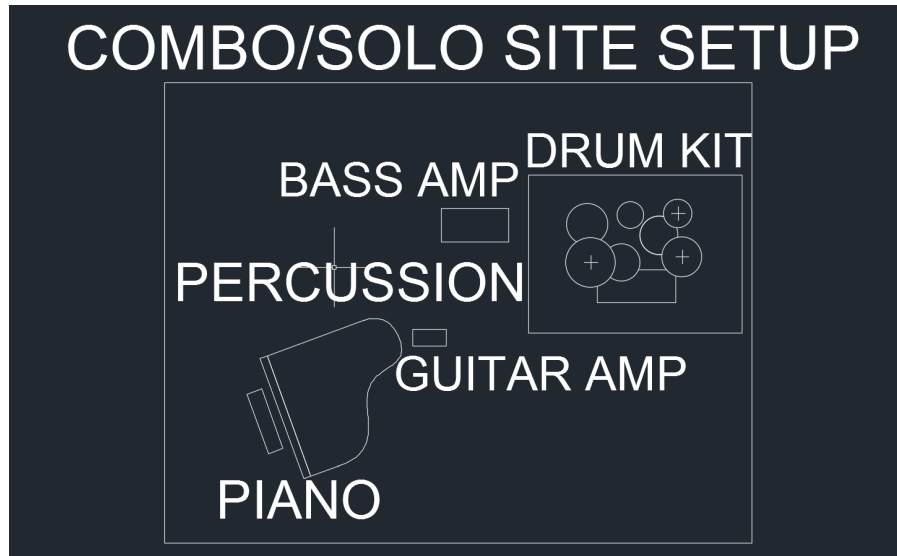 COMBO/SOLO SITE SETUP
DRUM KIT
BASS AMP
PERCUSSION
GUITAR AMP
PIANO